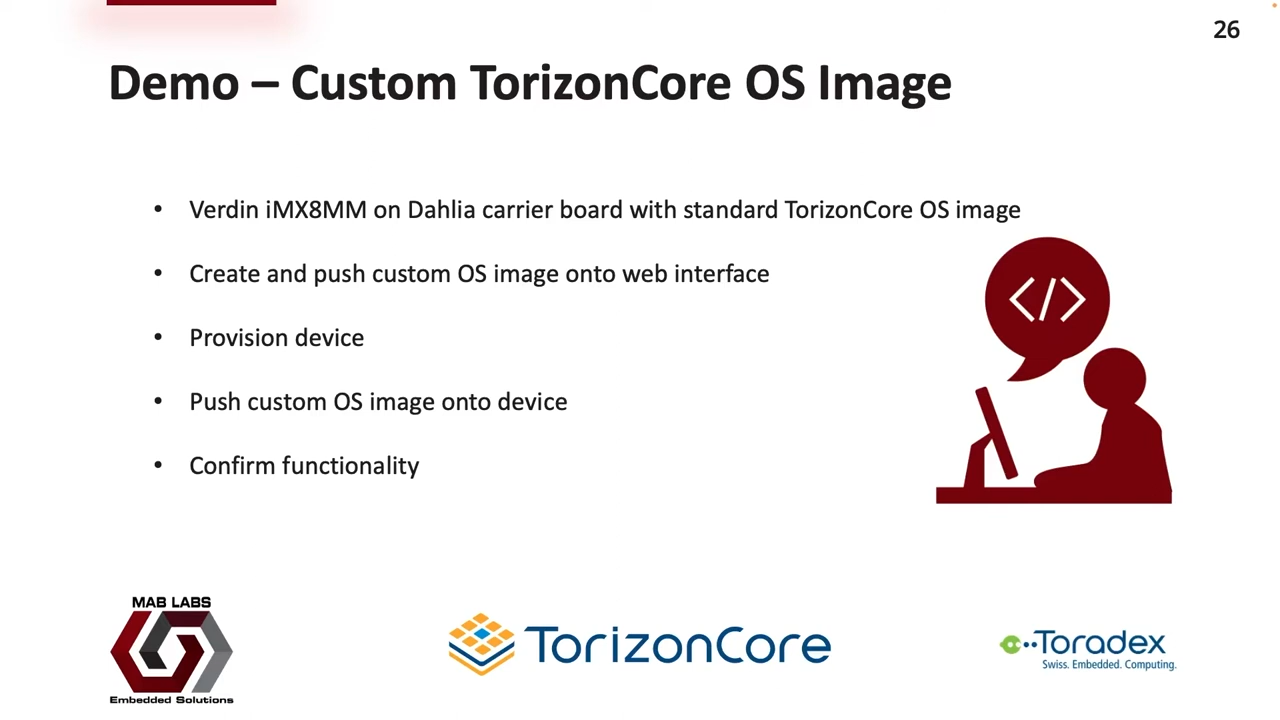 26
Demo – Custom TorizonCore OS Image
• Verdin iMX8MM on Dahlia carrier board with standard TorizonCore OS image
• Create and push custom OS image onto web interface
• Provision device
• Push custom OS image onto device
• Confirm functionality
</>
MAB LABS
Embedded Solutions
TorizonCore
Toradex
Swiss. Embedded. Computing.